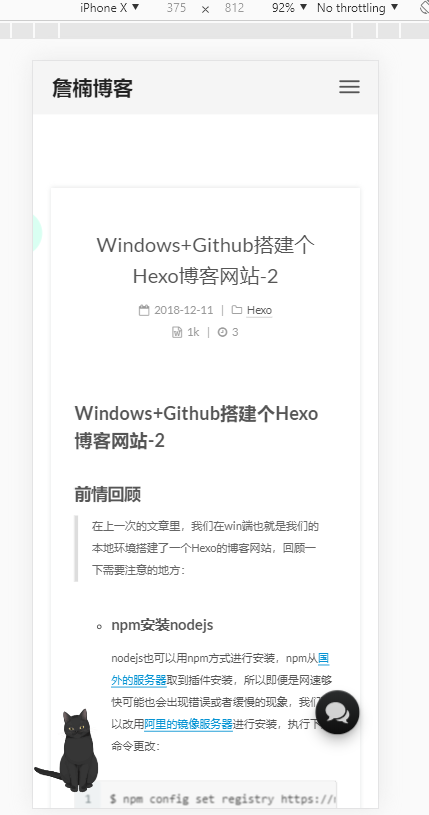 iPhone X ▼ 375 × 812 92% ▼ No throttling ▼
詹楠博客
Windows+Github搭建个
Hexo博客网站-2
2018-12-11 | Hexo
1k | 3
Windows+Github搭建个Hexo
博客网站-2
前情回顾
在上一次的文章里，我们在win端也就是我们的
本地环境搭建了一个Hexo的博客网站，回顾一
下需要注意的地方：
npm安装nodejs
nodejs也可以用npm方式进行安装，npm从国
外的服务器取到插件安装，所以即便是网速够
快可能也会出现错误或者缓慢的现象，我们
以改用阿里的镜像服务器进行安装，执行下
命令更改：
1 $ npm config set registry https://